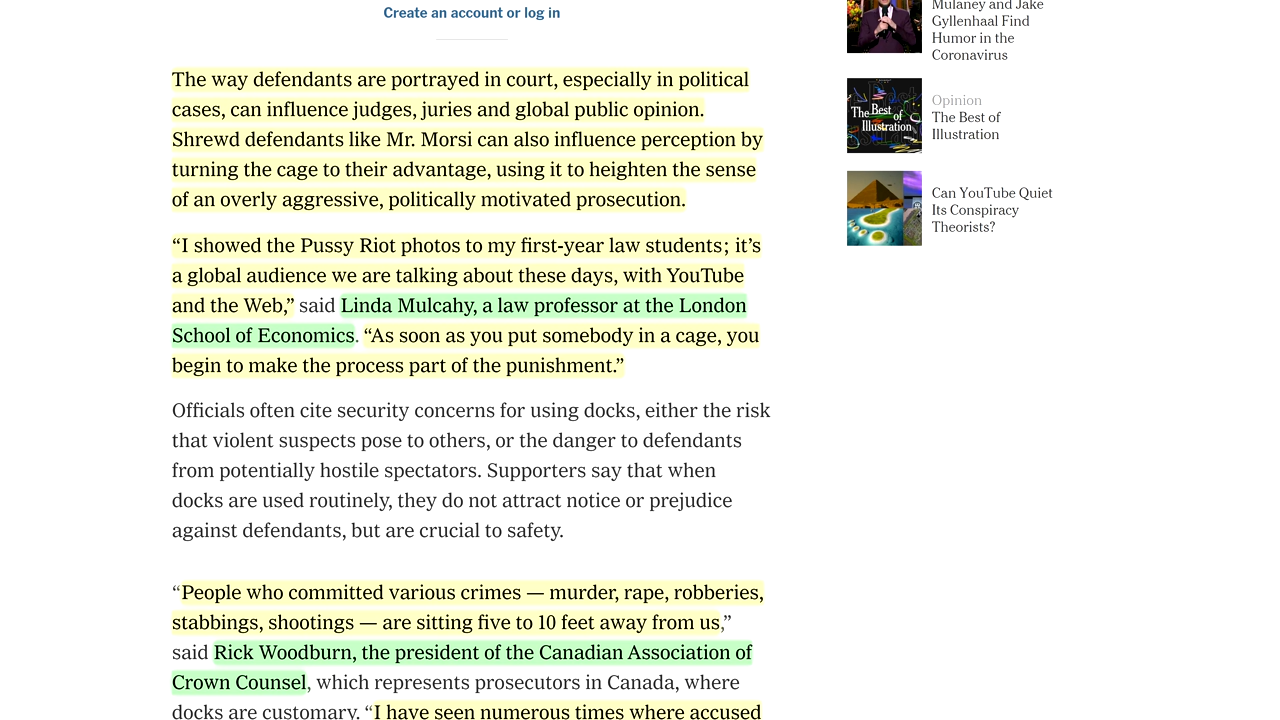 Create an account or log in
The way defendants are portrayed in court, especially in political
cases, can influence judges, juries and global public opinion.
Shrewd defendants like Mr. Morsi can also influence perception by
turning the cage to their advantage, using it to heighten the sense
of an overly aggressive, politically motivated prosecution.
“I showed the Pussy Riot photos to my first-year law students; it’s
a global audience we are talking about these days, with YouTube
and the Web,” said Linda Mulcahy, a law professor at the London
School of Economics. “As soon as you put somebody in a cage, you
begin to make the process part of the punishment.”
Officials often cite security concerns for using docks, either the risk
that violent suspects pose to others, or the danger to defendants
from potentially hostile spectators. Supporters say that when
docks are used routinely, they do not attract notice or prejudice
against defendants, but are crucial to safety.
“People who committed various crimes — murder, rape, robberies,
stabbings, shootings — are sitting five to 10 feet away from us,”
said Rick Woodburn, the president of the Canadian Association of
Crown Counsel, which represents prosecutors in Canada, where
docks are customary. “I have seen numerous times where accused
Mulaney and Jake
Gyllenhaal Find
Humor in the
Coronavirus
The Best of
Illustration
Opinion
The Best of
Illustration
Can YouTube Quiet
Its Conspiracy
Theorists?